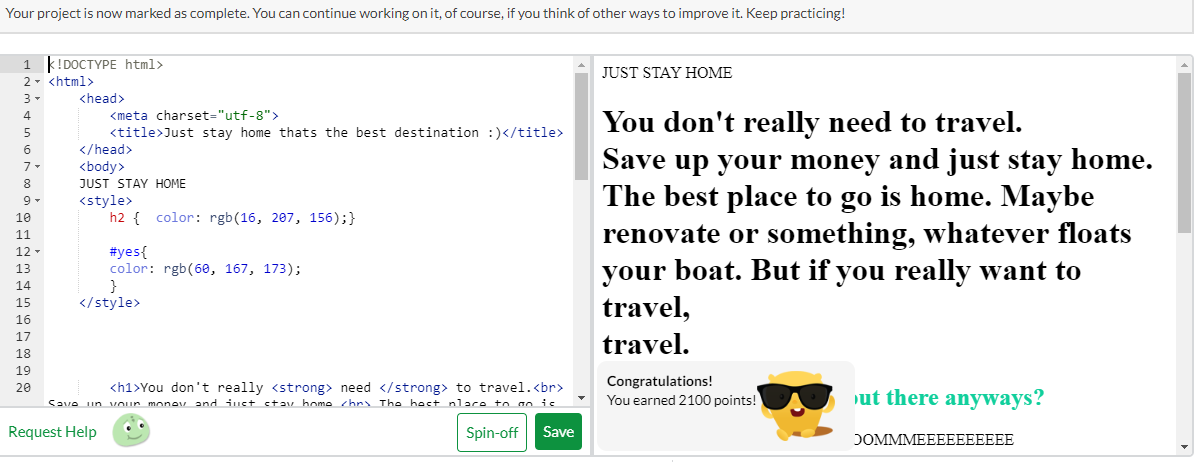 Your project is now marked as complete. You can continue working on it, of course, if you think of other ways to improve it. Keep practicing!
1 <!DOCTYPE html>
2 <html>
3 <head>
4 <meta charset="utf-8">
5 <title>Just stay home thats the best destination :)</title>
6 </head>
7 <body>
8 JUST STAY HOME
9 <style>
10 h2 {  color: rgb(16, 207, 156);}
11
12 #yes{
13 color: rgb(60, 167, 173);
14 }
15 </style>
16
17
18
19
20 <h1>You don't really <strong> need </strong> to travel.<br>
Save up your money and just stay home <br> The best place to go is
Request Help
Spin-off
Save
JUST STAY HOME
You don't really need to travel.
Save up your money and just stay home.
The best place to go is home. Maybe
renovate or something, whatever floats
your boat. But if you really want to
travel,
travel.
Congratulations!
You earned 2100 points!
out there anyways?
OOMMMEEEEEEEEEE